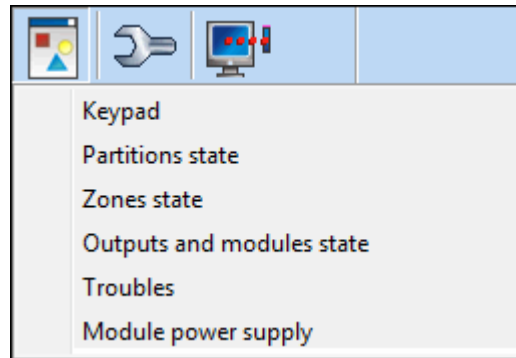 Keypad
Partitions state
Zones state
Outputs and modules state
Troubles
Module power supply